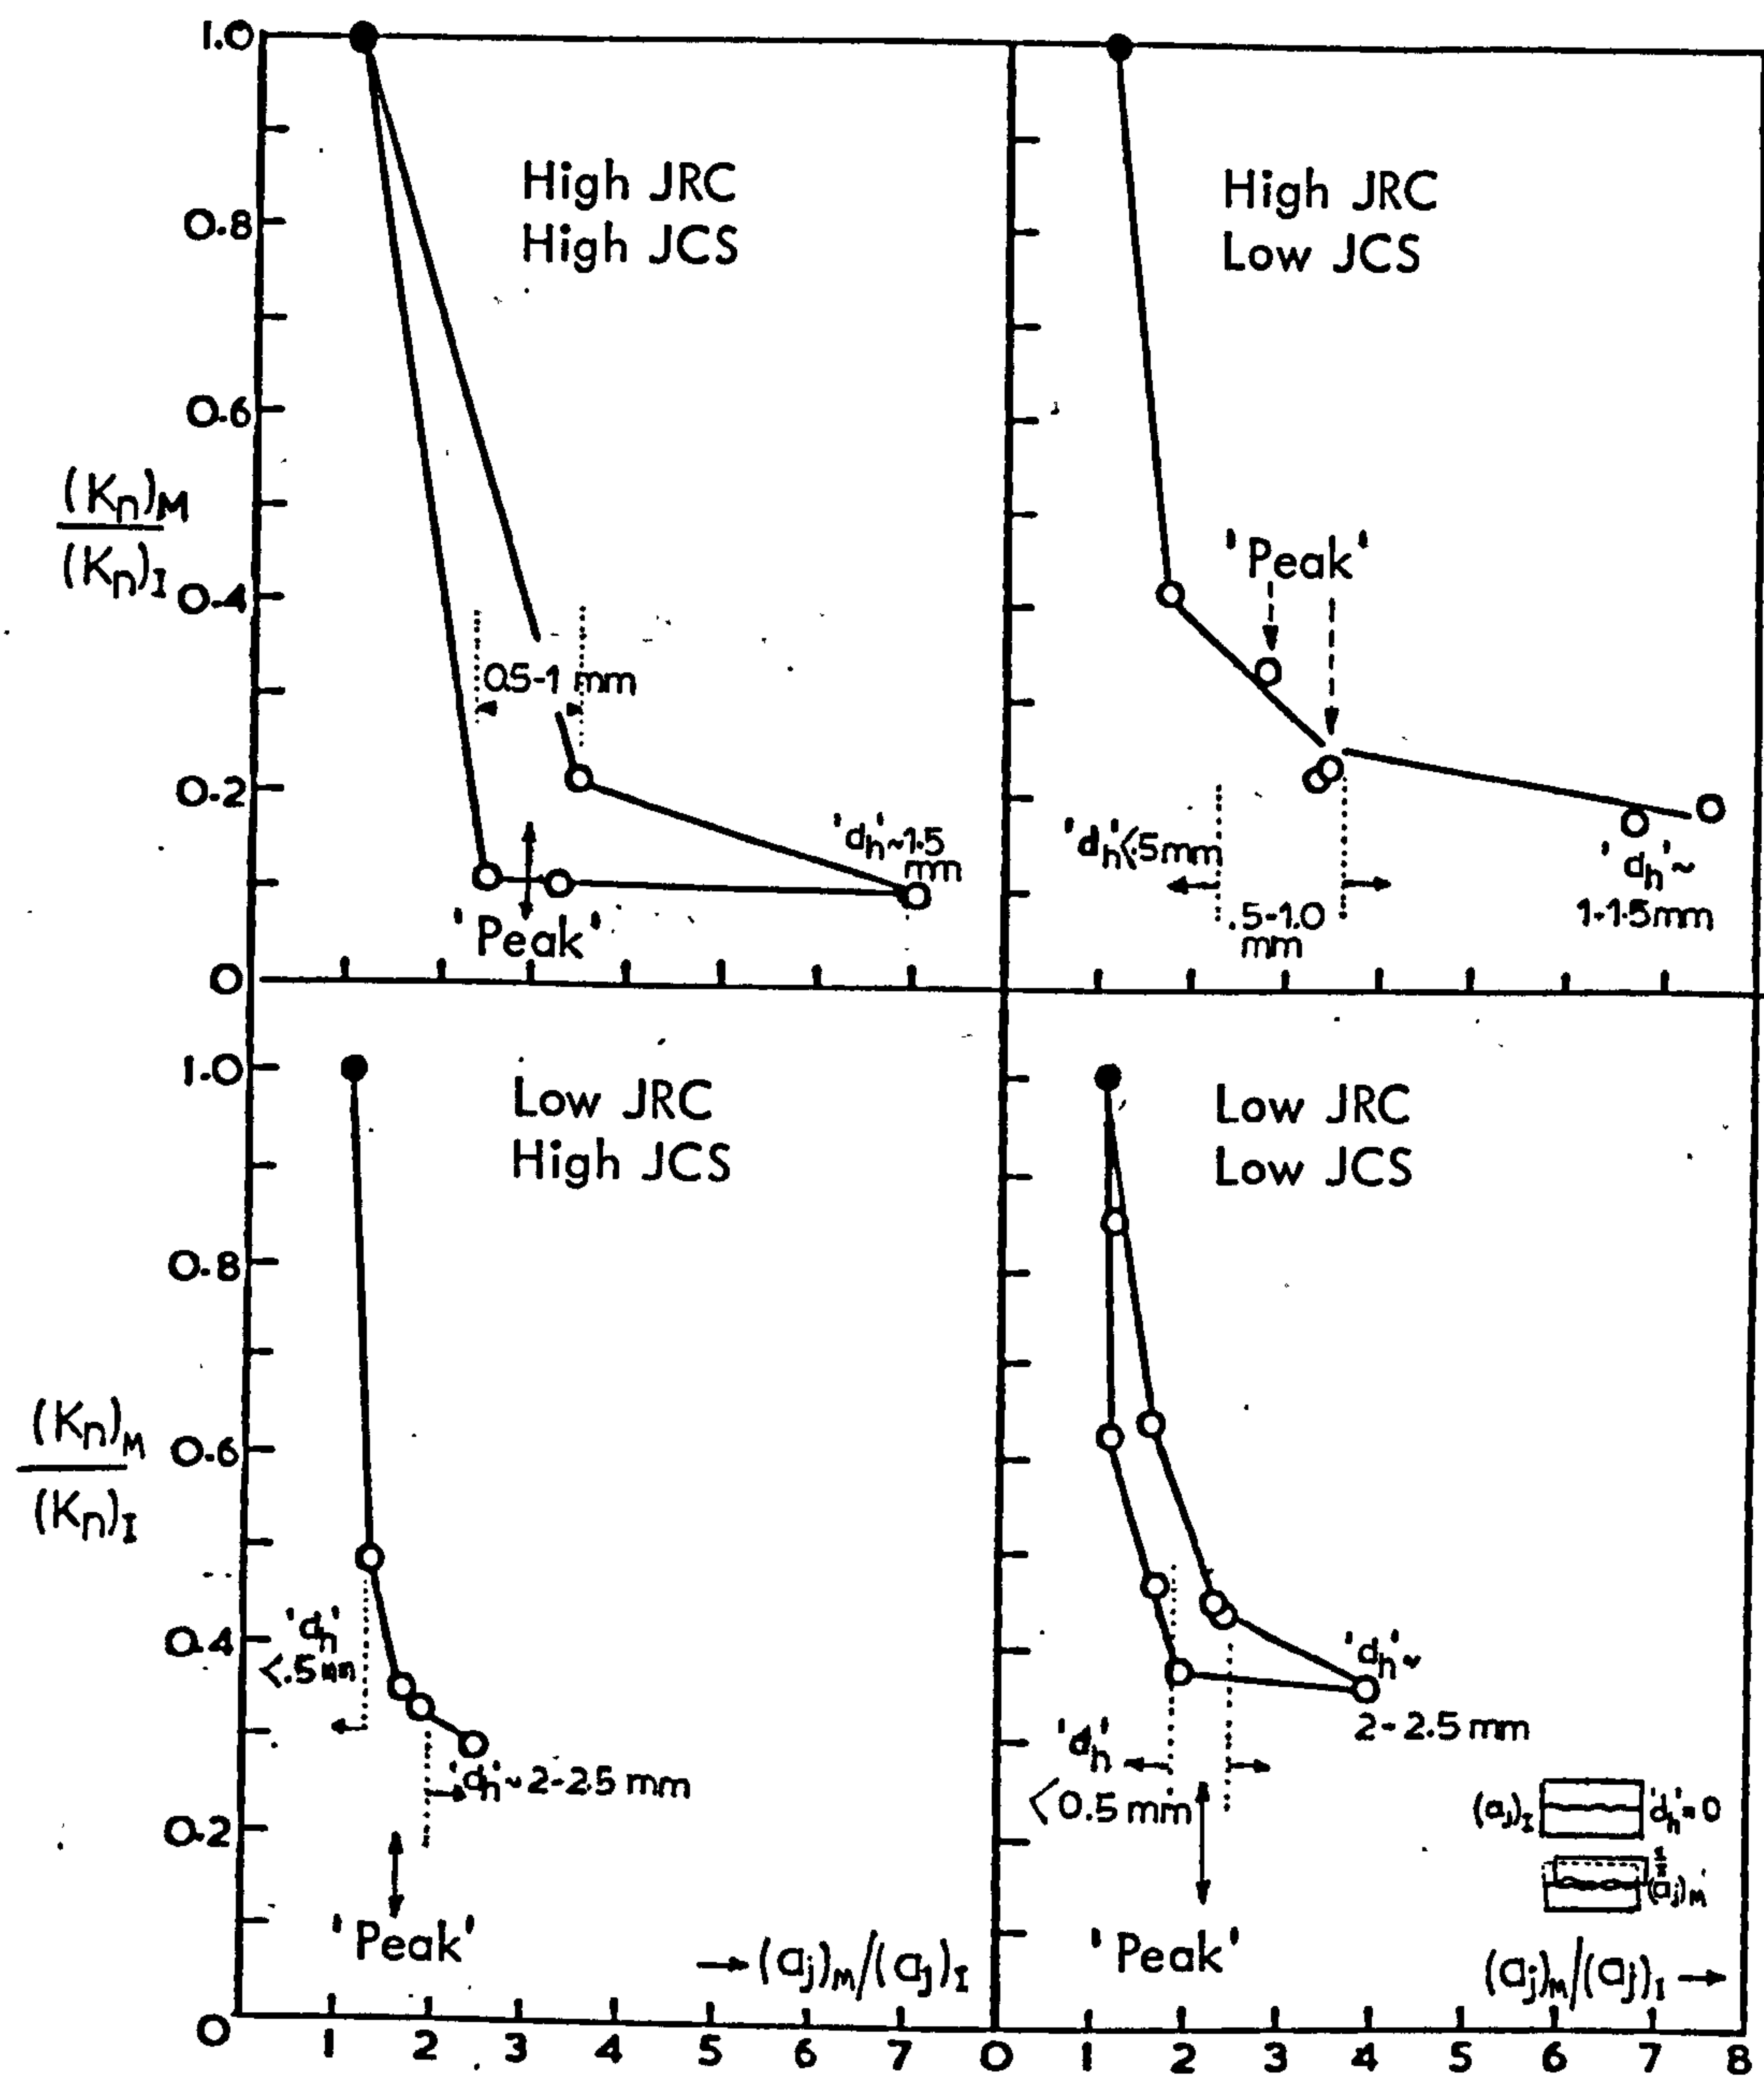 1.0
0.8
0.6
0.4
0.2
0
(Kn)M
(Kn)I
High JRC
High JCS
0.5-1 mm
'dh'~1.5
mm
'Peak'
High JRC
Low JCS
'Peak'
'dh'<.5mm
.5-1.0
mm
'dh'~
1-1.5mm
1.0
0.8
0.6
0.4
0.2
0
(Kn)M
(Kn)I
Low JRC
High JCS
'dh'
<.5mm
'dh'~2-2.5 mm
'Peak'
→(aj)M/(aj)I
1 2 3 4 5 6 7 0
Low JRC
Low JCS
'dh'~
2-2.5 mm
'dh'
<0.5 mm
'Peak'
(aj)I
'dh'=0
(aj)M
(aj)M/(aj)I →
1 2 3 4 5 6 7 8